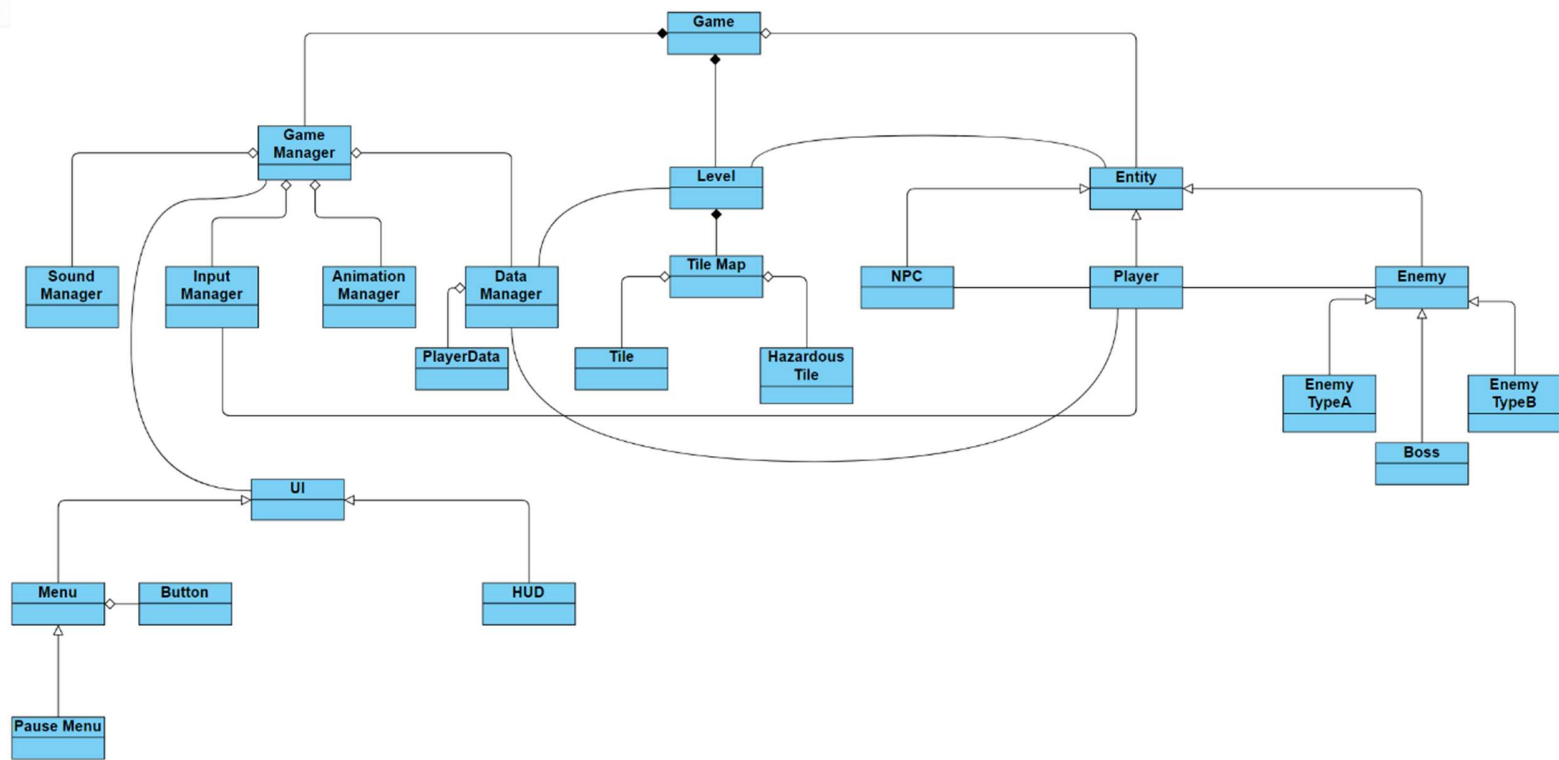 Game
Game
Manager
Level
Entity
Sound
Manager
Input
Manager
Animation
Manager
Data
Manager
Tile Map
NPC
Player
Enemy
PlayerData
Tile
Hazardous
Tile
Enemy
TypeA
Enemy
TypeB
Boss
UI
Menu
Button
HUD
Pause Menu